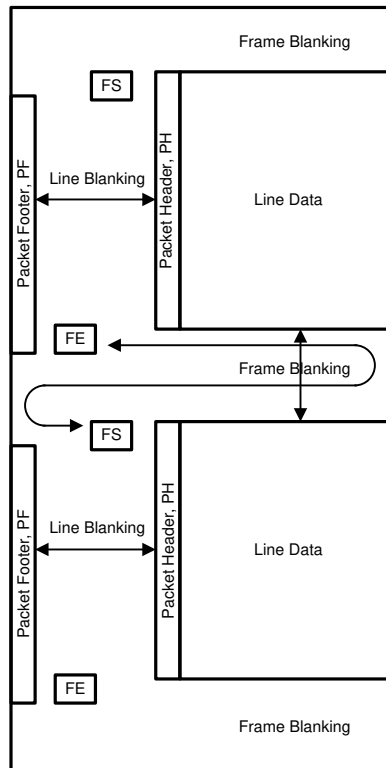 Frame Blanking
FS
Packet Footer, PF
Line Blanking
Packet Header, PH
Line Data
FE
Frame Blanking
FS
Packet Footer, PF
Line Blanking
Packet Header, PH
Line Data
FE
Frame Blanking